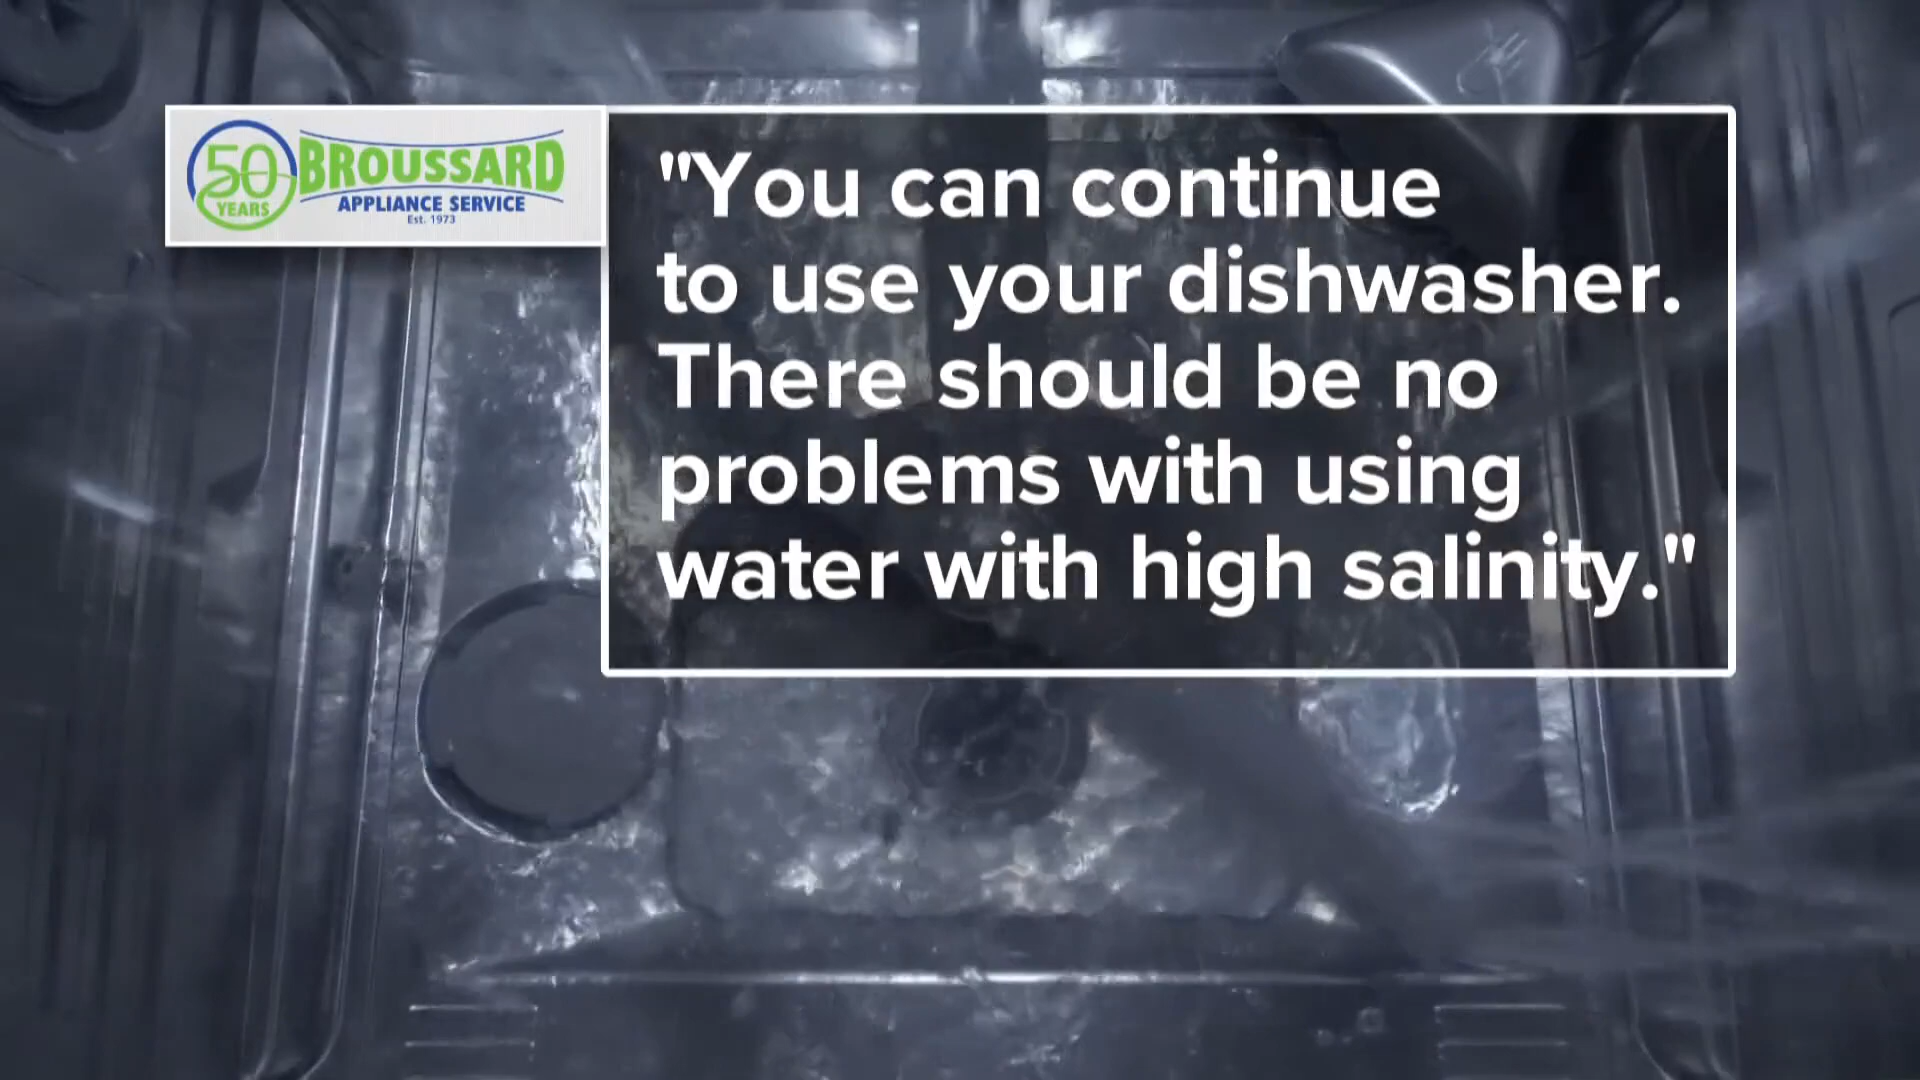 50
YEARS
BROUSSARD
APPLIANCE SERVICE
Est. 1973
"You can continue
to use your dishwasher.
There should be no
problems with using
water with high salinity."